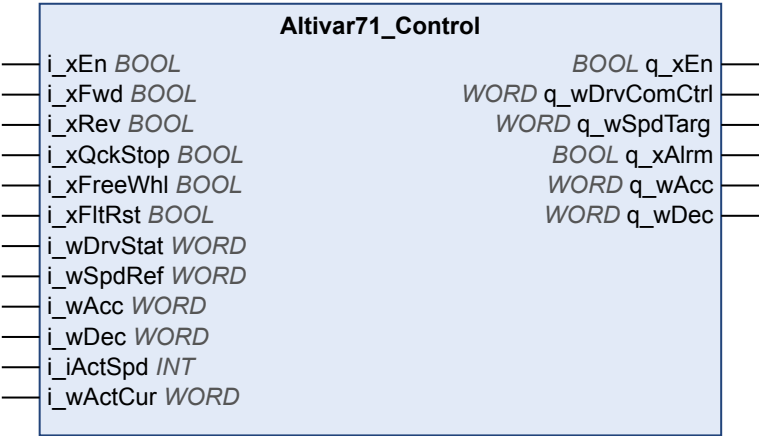 Altivar71_Control
i_xEn BOOL BOOL q_xEn
i_xFwd BOOL WORD q_wDrvComCtrl
i_xRev BOOL WORD q_wSpdTarg
i_xQckStop BOOL BOOL q_xAlrm
i_xFreeWhl BOOL WORD q_wAcc
i_xFltRst BOOL WORD q_wDec
i_wDrvStat WORD
i_wSpdRef WORD
i_wAcc WORD
i_wDec WORD
i_iActSpd INT
i_wActCur WORD